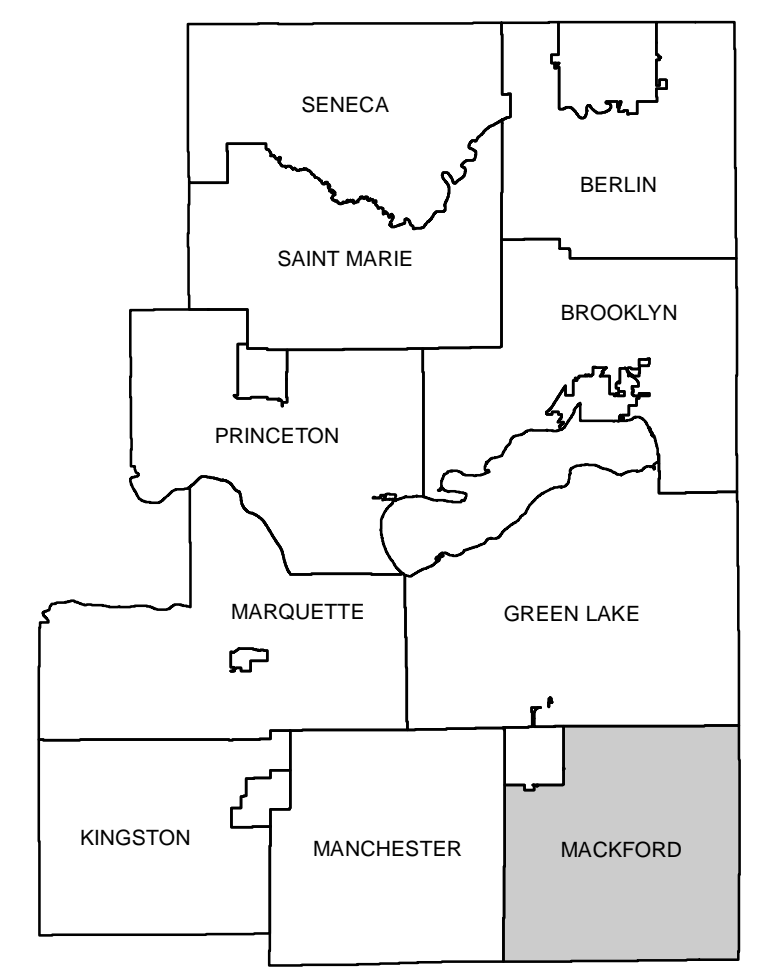 SENECA
BERLIN
SAINT MARIE
BROOKLYN
PRINCETON
MARQUETTE
GREEN LAKE
KINGSTON
MANCHESTER
MACKFORD